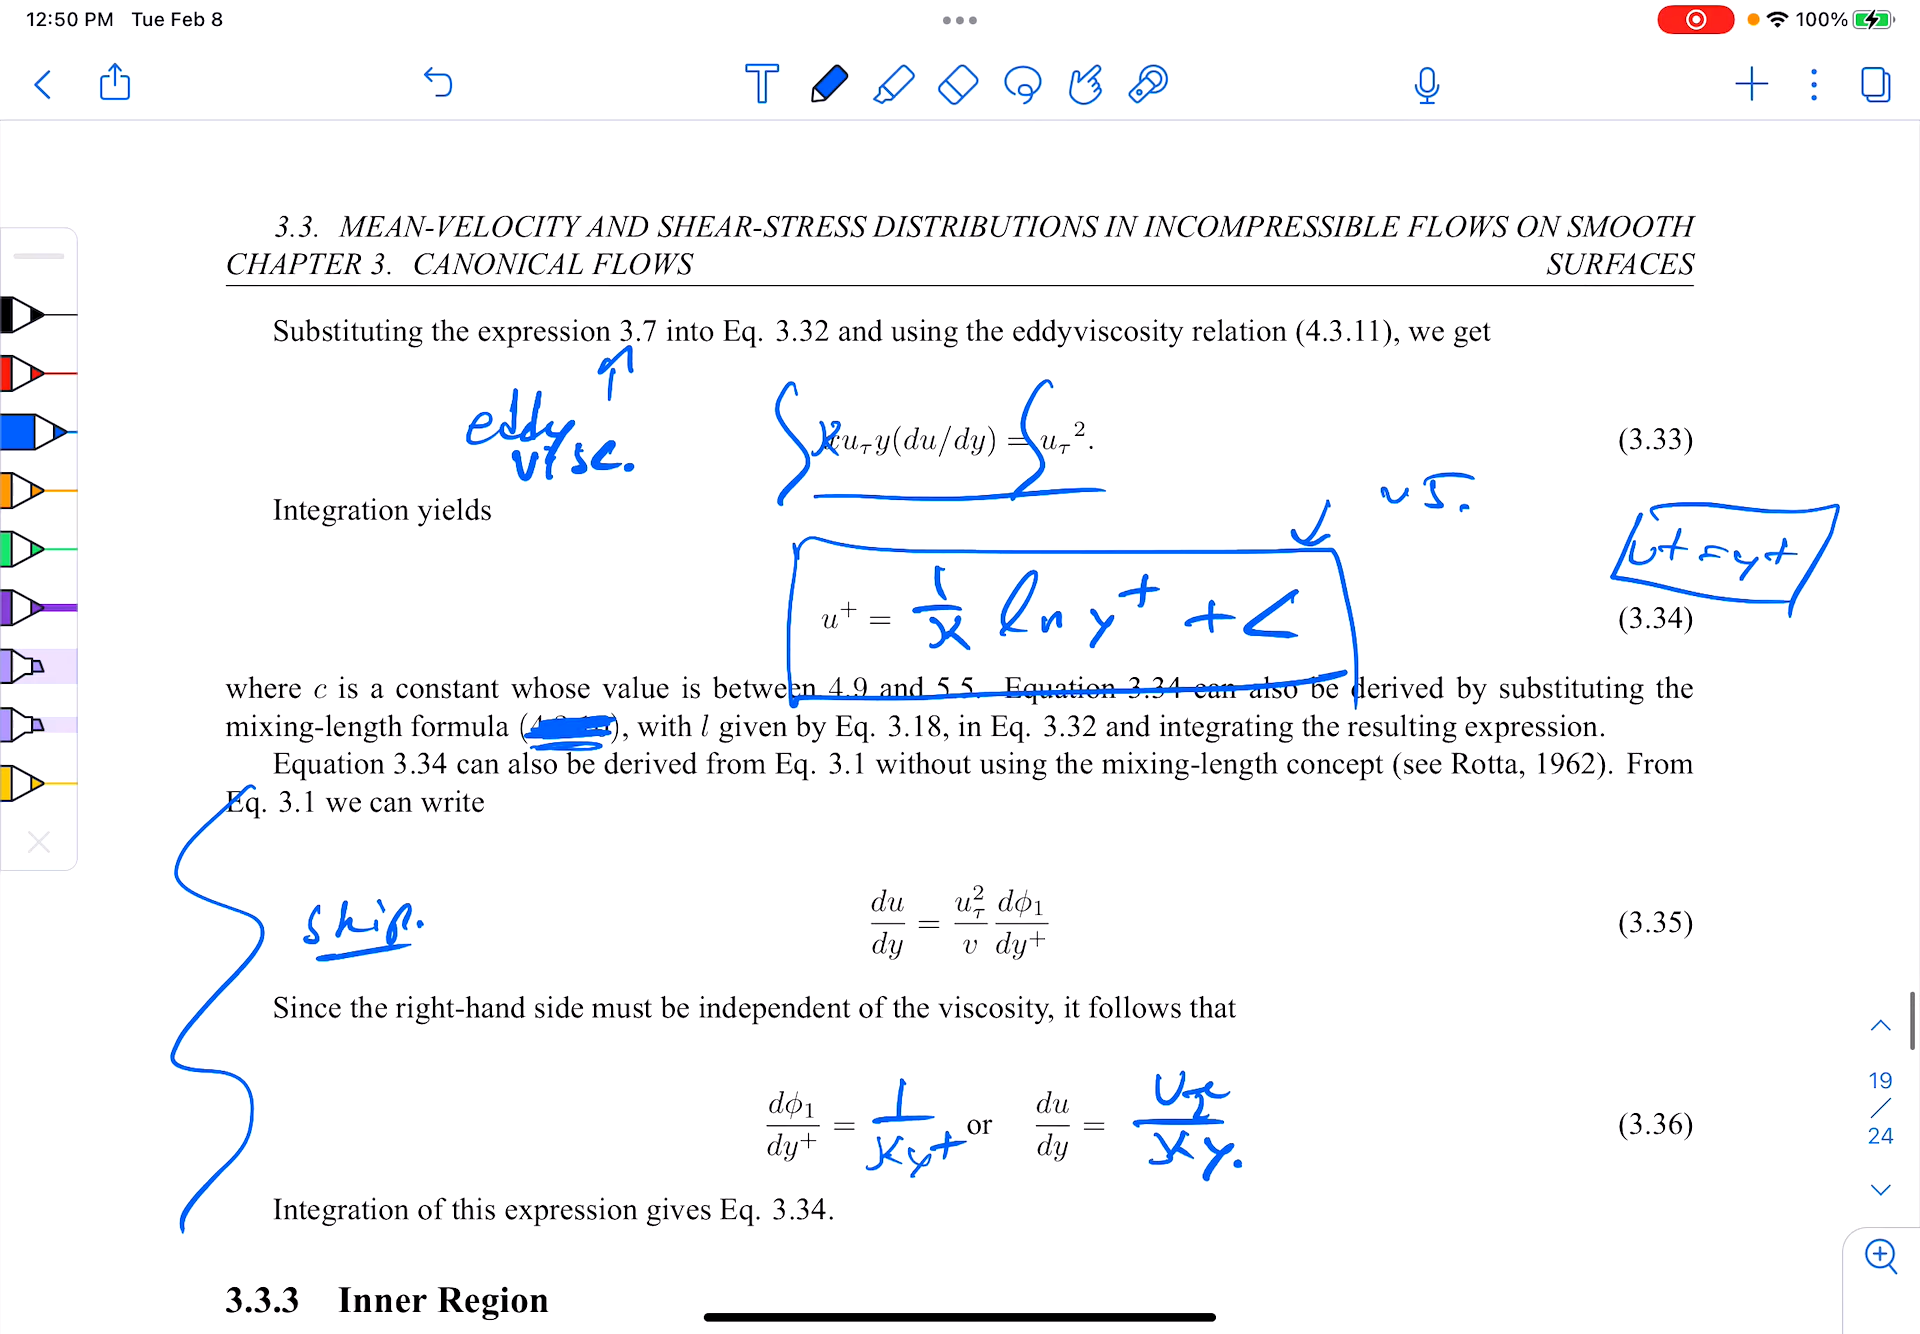 12:50 PM Tue Feb 8
100%
3.3. MEAN-VELOCITY AND SHEAR-STRESS DISTRIBUTIONS IN INCOMPRESSIBLE FLOWS ON SMOOTH
CHAPTER 3. CANONICAL FLOWS SURFACES
Substituting the expression 3.7 into Eq. 3.32 and using the eddyviscosity relation (4.3.11), we get
eddy
visc.
∫ κu_τ y(du/dy) = ∫ u_τ². (3.33)
Integration yields
~ 5.
u⁺ = y⁺
u⁺ = 1/κ ln y⁺ + C (3.34)
where c is a constant whose value is between 4.9 and 5.5. Equation 3.34 can also be derived by substituting the
mixing-length formula ( ), with l given by Eq. 3.18, in Eq. 3.32 and integrating the resulting expression.
Equation 3.34 can also be derived from Eq. 3.1 without using the mixing-length concept (see Rotta, 1962). From
Eq. 3.1 we can write
skip.
du/dy = u_τ²/v dϕ₁/dy⁺ (3.35)
Since the right-hand side must be independent of the viscosity, it follows that
dϕ₁/dy⁺ = 1/κy⁺ or du/dy = u_τ/κy. (3.36)
Integration of this expression gives Eq. 3.34.
3.3.3 Inner Region
19
/
24